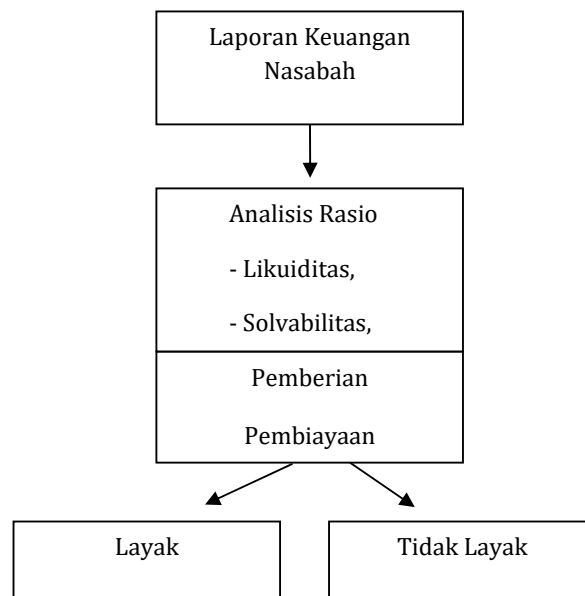 Laporan Keuangan
Nasabah
Analisis Rasio
- Likuiditas,
- Solvabilitas,
Pemberian
Pembiayaan
Layak
Tidak Layak